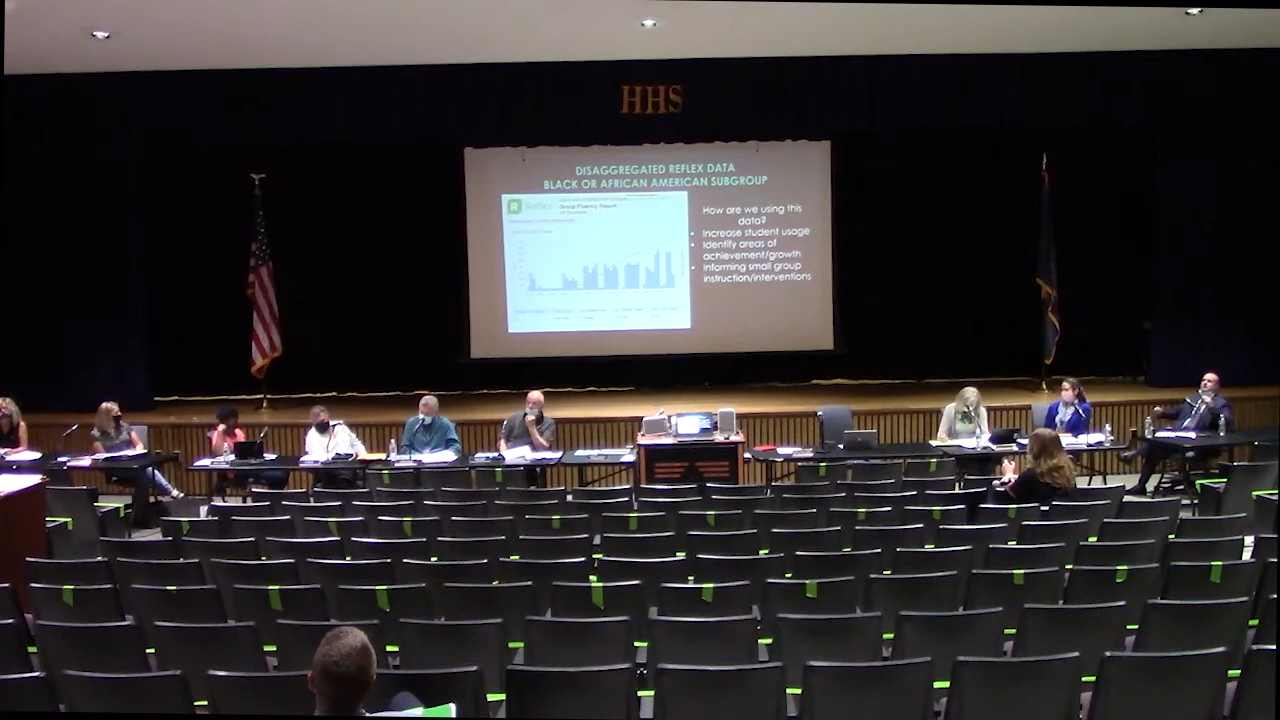 HHS
DISAGGREGATED REFLEX DATA
BLACK OR AFRICAN AMERICAN SUBGROUP
R Reflex
Group Fluency Report
How are we using this
data?
• Increase student usage
• Identify areas of
achievement/growth
• Informing small group
instruction/interventions